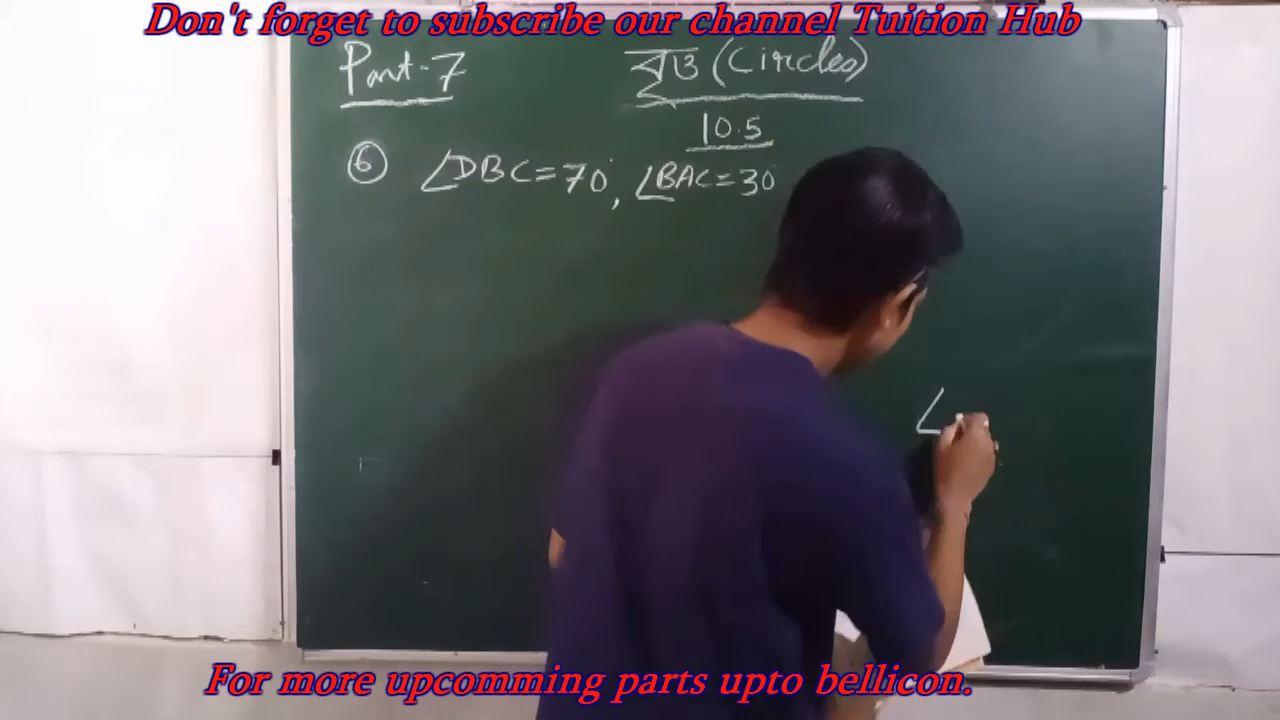 Don't forget to subscribe our channel Tuition Hub
Part-7
বৃত্ত (Circles)
10.5
⑥ ∠DBC=70°, ∠BAC=30°
∠
For more upcomming parts upto bellicon.